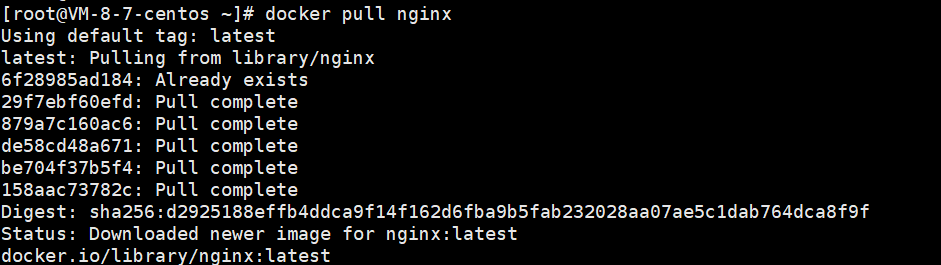 [root@VM-8-7-centos ~]# docker pull nginx
Using default tag: latest
latest: Pulling from library/nginx
6f28985ad184: Already exists
29f7ebf60efd: Pull complete
879a7c160ac6: Pull complete
de58cd48a671: Pull complete
be704f37b5f4: Pull complete
158aac73782c: Pull complete
Digest: sha256:d2925188effb4ddca9f14f162d6fba9b5fab232028aa07ae5c1dab764dca8f9f
Status: Downloaded newer image for nginx:latest
docker.io/library/nginx:latest